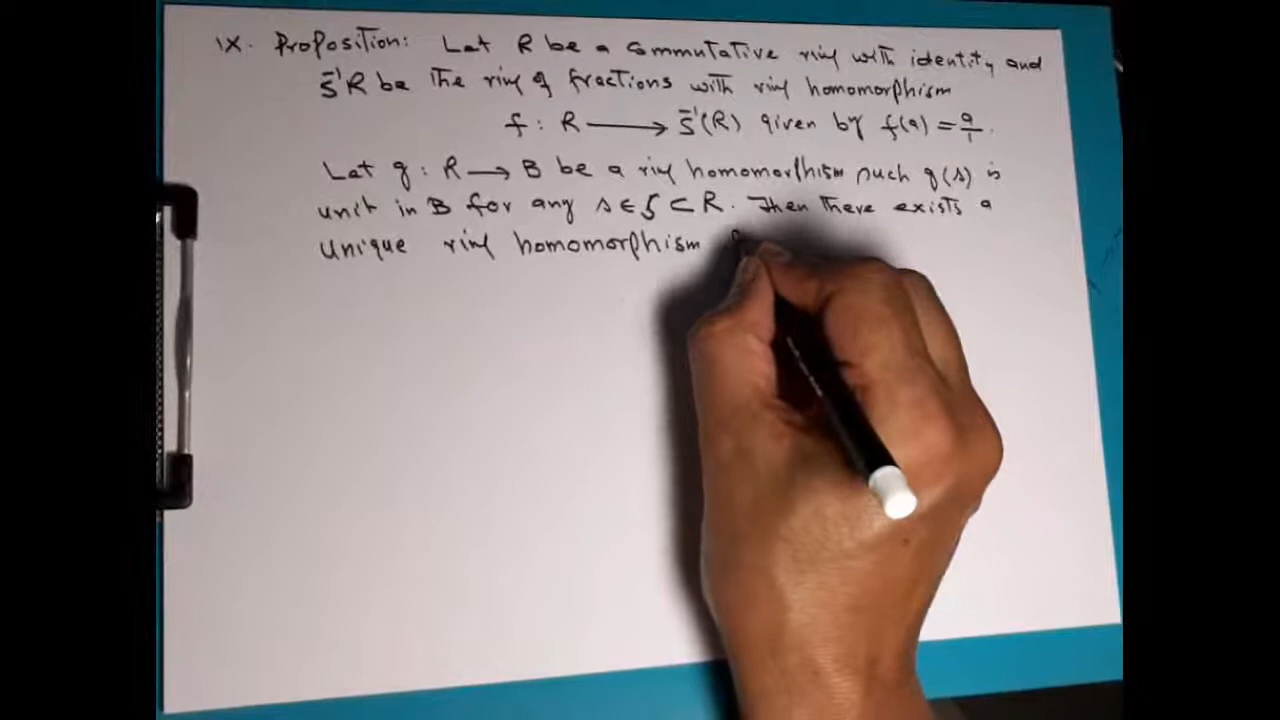 IX. Proposition: Let R be a commutative ring with identity and
S⁻¹R be the ring of fractions with ring homomorphism
f : R ⟶ S⁻¹(R) given by f(a) = a/1.
Let g : R → B be a ring homomorphism such g(s) is
unit in B for any s ∈ S ⊂ R. Then there exists a
unique ring homomorphism